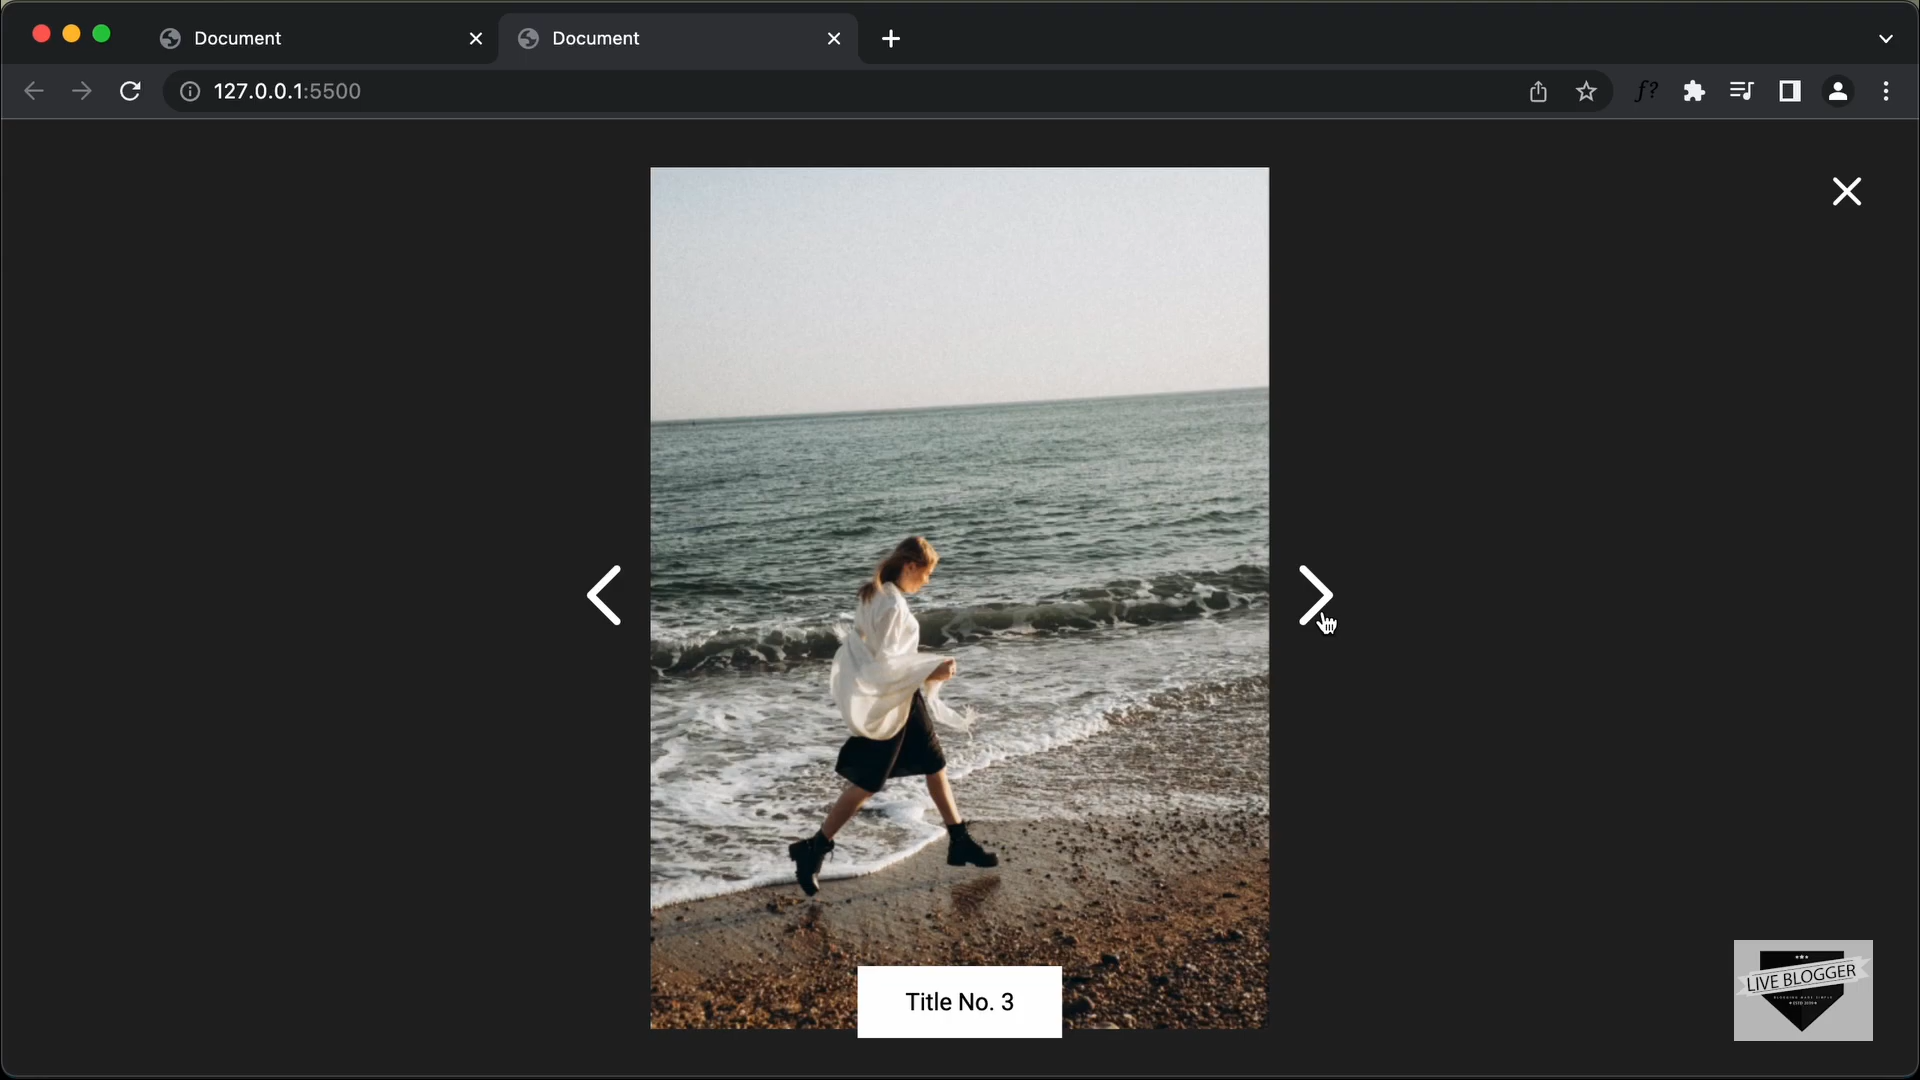 Document
Document
127.0.0.1:5500
f?
Title No. 3
LIVE BLOGGER